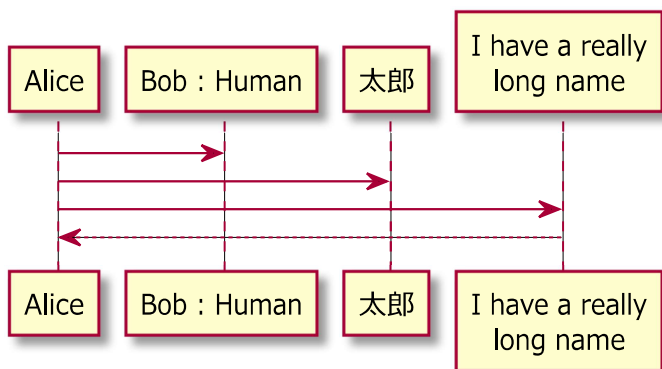 Alice
Bob : Human
太郎
I have a really
long name
Alice
Bob : Human
太郎
I have a really
long name